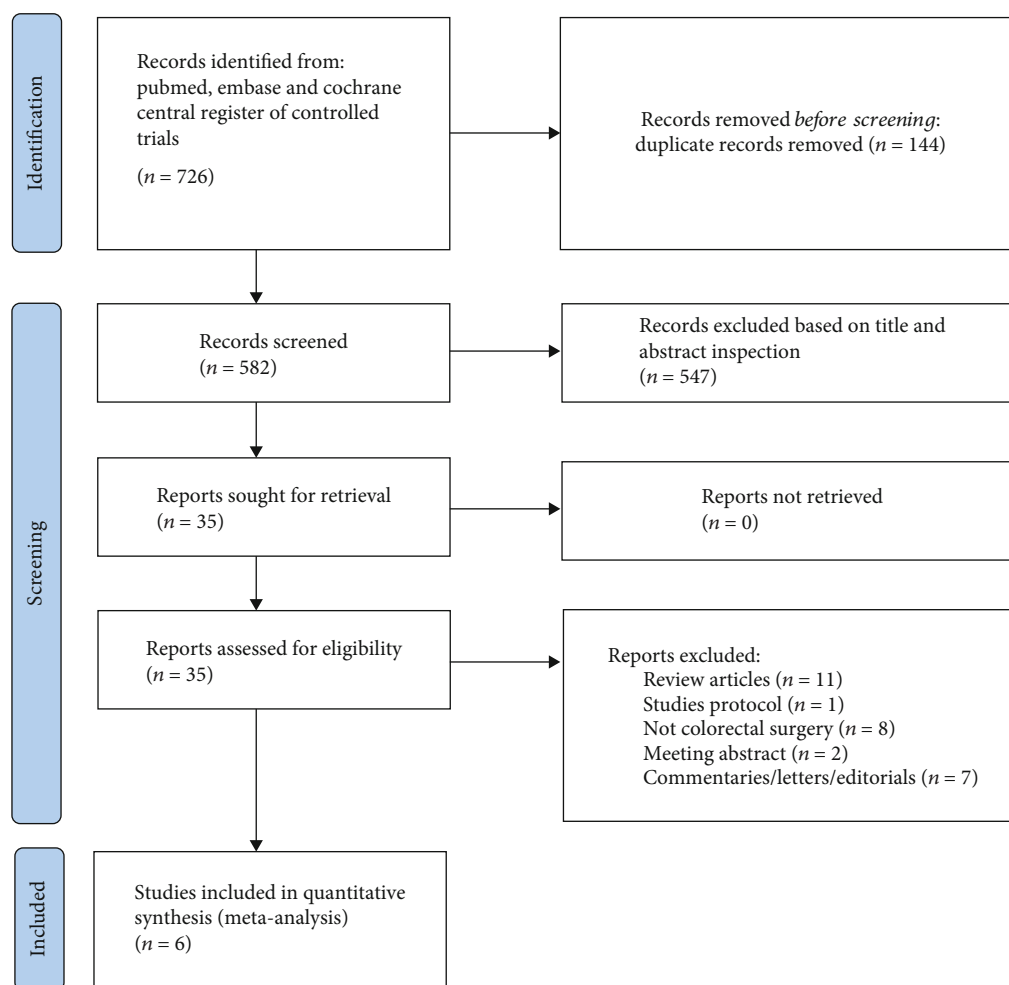 Identification
Records identified from:
pubmed, embase and cochrane
central register of controlled
trials
(n = 726)
Records removed before screening:
duplicate records removed (n = 144)
Screening
Records screened
(n = 582)
Records excluded based on title and
abstract inspection
(n = 547)
Reports sought for retrieval
(n = 35)
Reports not retrieved
(n = 0)
Reports assessed for eligibility
(n = 35)
Reports excluded:
Review articles (n = 11)
Studies protocol (n = 1)
Not colorectal surgery (n = 8)
Meeting abstract (n = 2)
Commentaries/letters/editorials (n = 7)
Included
Studies included in quantitative
synthesis (meta-analysis)
(n = 6)